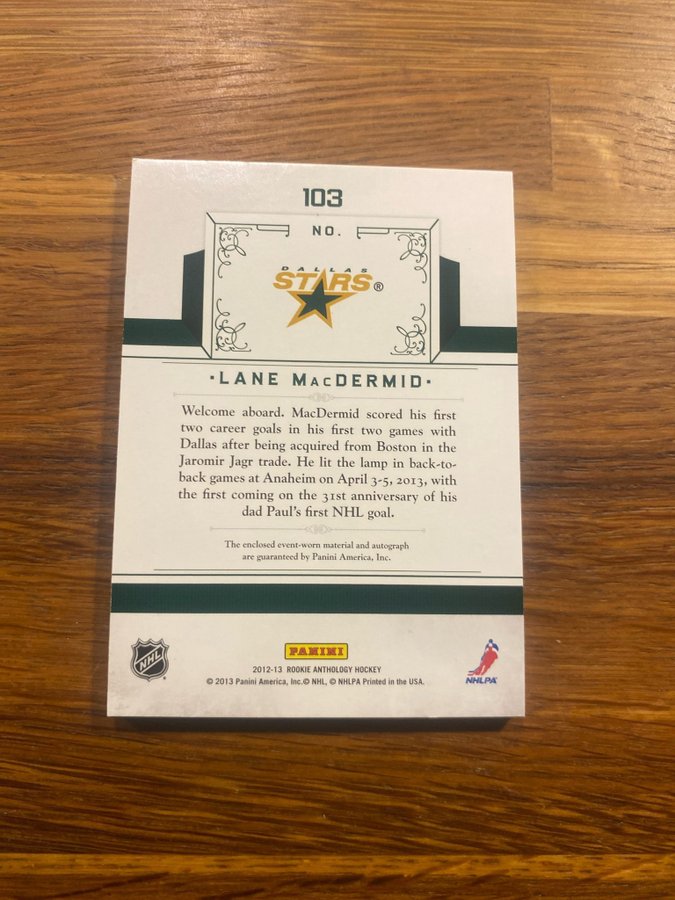 103
NO.
DALLAS
STARS®
·LANE MacDERMID·
Welcome aboard. MacDermid scored his first
two career goals in his first two games with
Dallas after being acquired from Boston in the
Jaromir Jagr trade. He lit the lamp in back-to-
back games at Anaheim on April 3-5, 2013, with
the first coming on the 31st anniversary of his
dad Paul's first NHL goal.
The enclosed event-worn material and autograph
are guaranteed by Panini America, Inc.
NHL
PANINI
2012-13 ROOKIE ANTHOLOGY HOCKEY
© 2013 Panini America, Inc.© NHL, © NHLPA Printed in the USA.
NHLPA